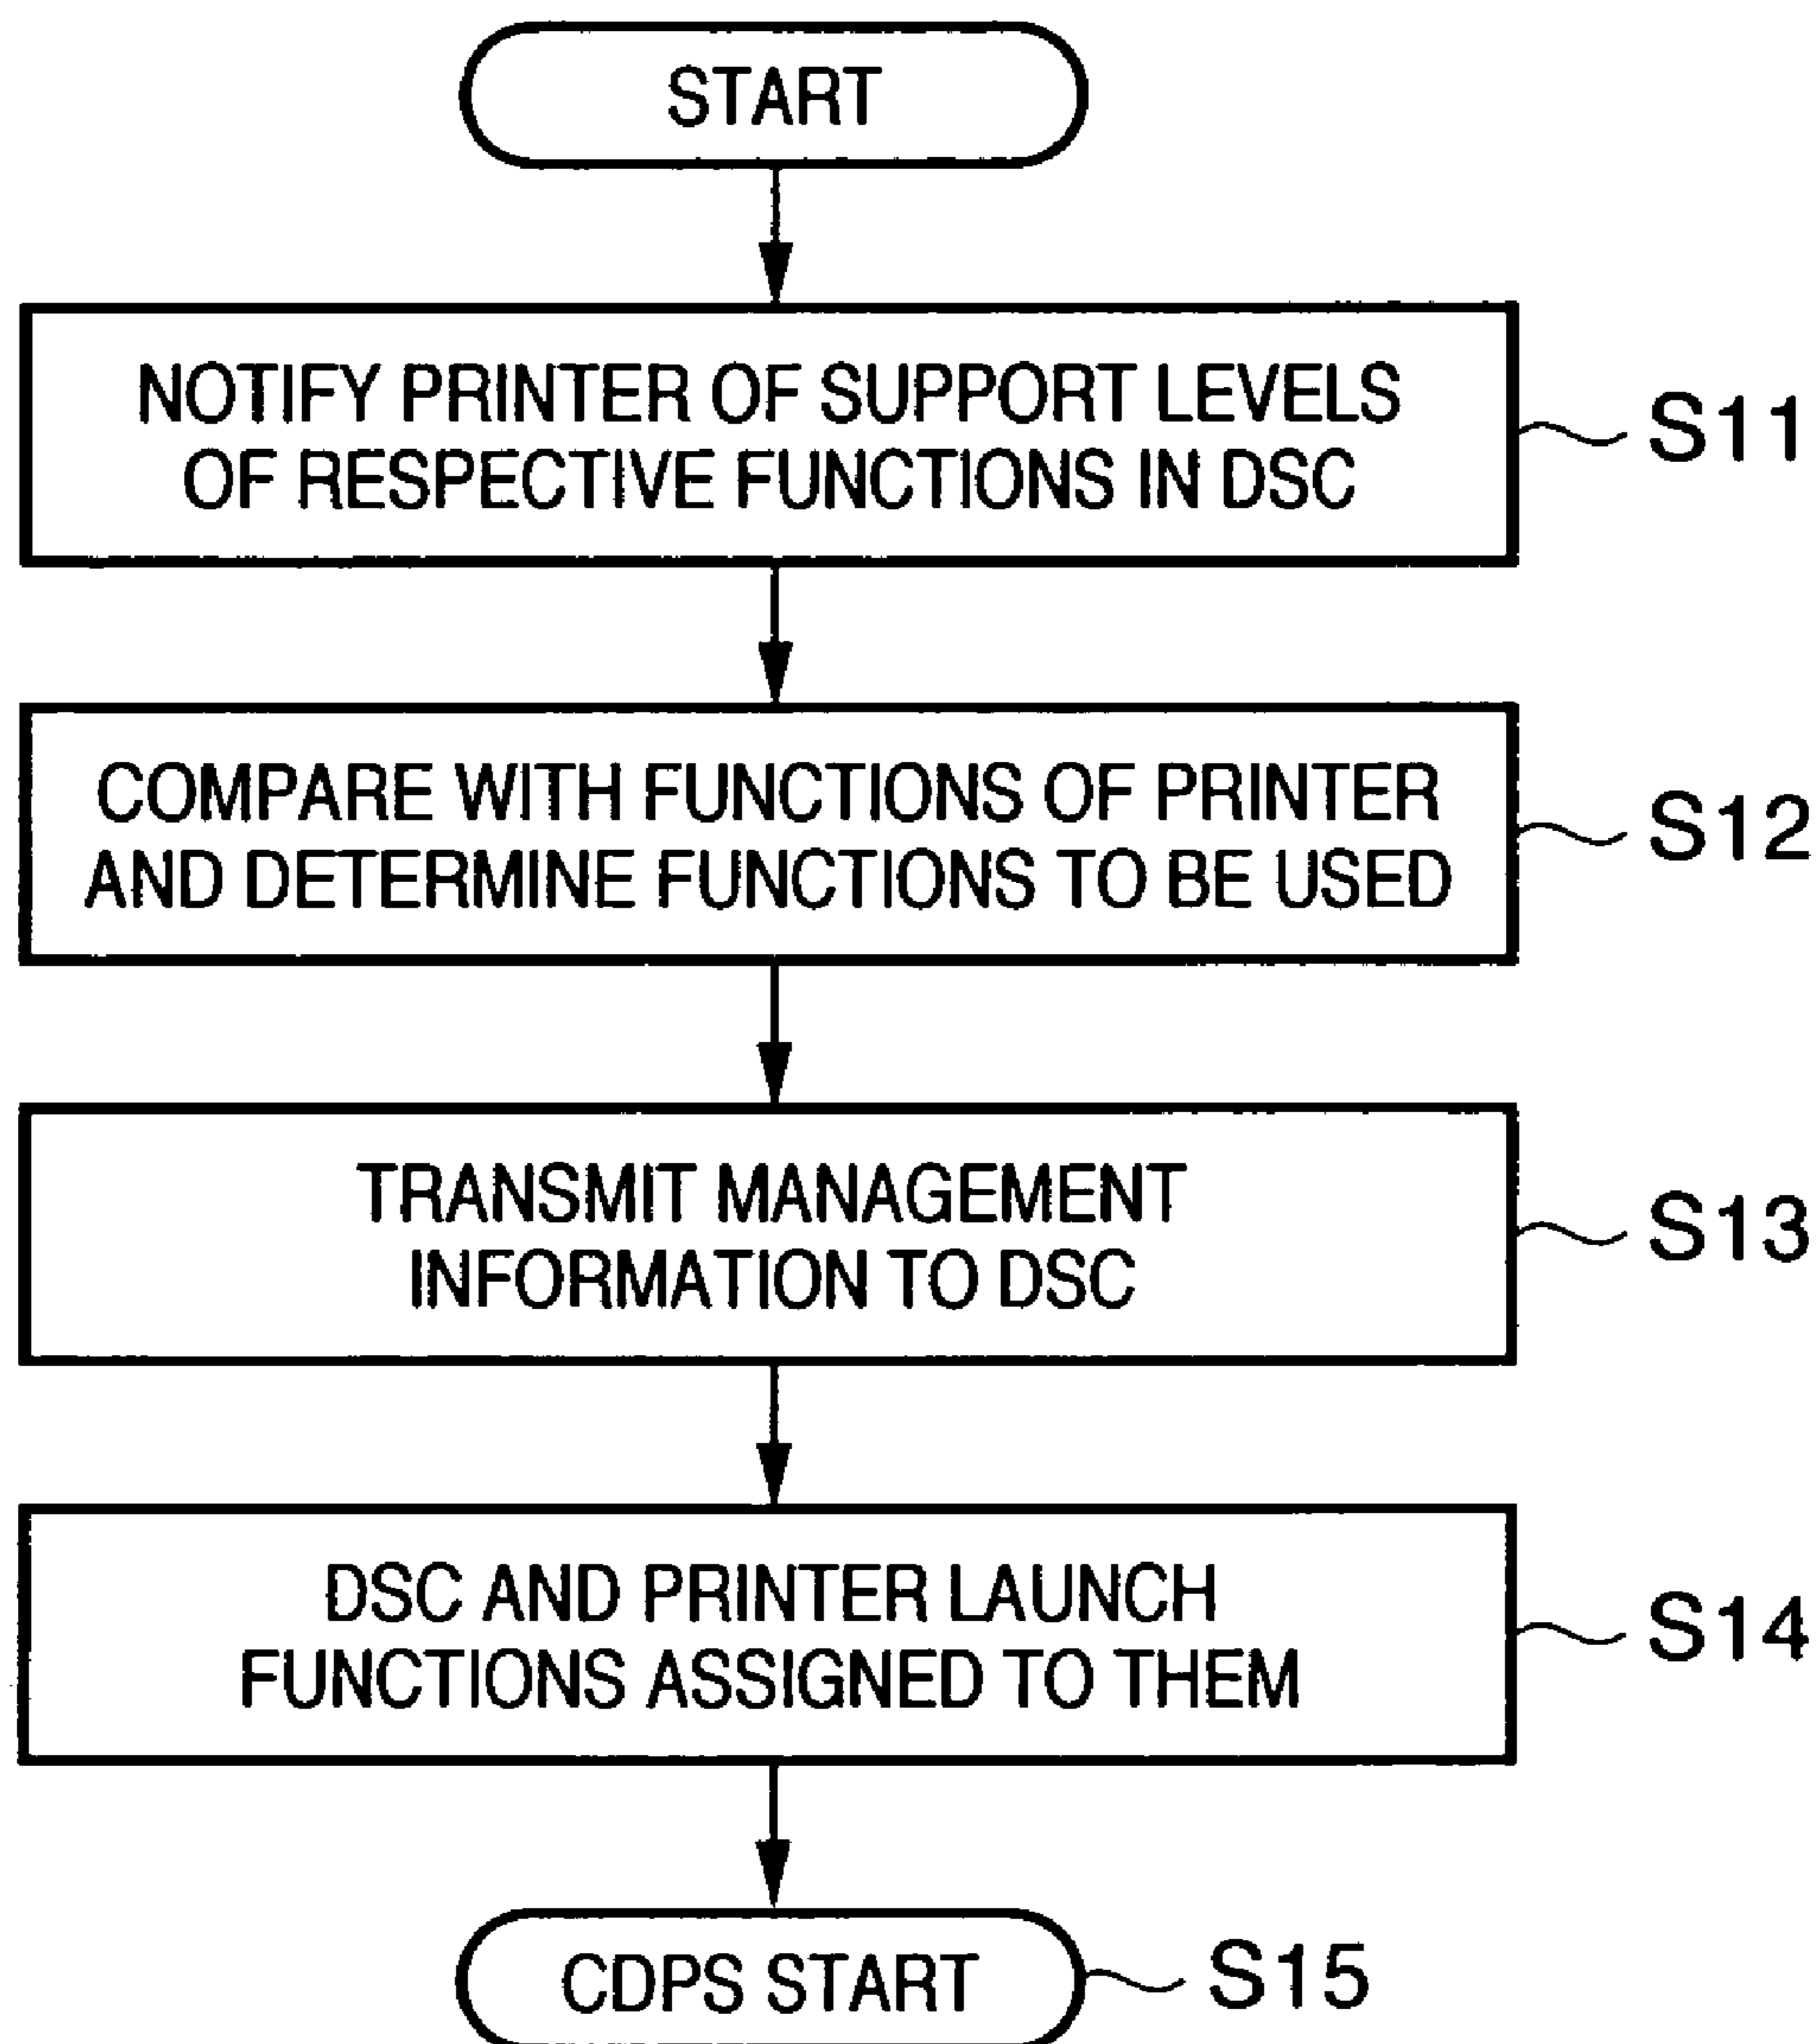 START
NOTIFY PRINTER OF SUPPORT LEVELS
OF RESPECTIVE FUNCTIONS IN DSC
S11
COMPARE WITH FUNCTIONS OF PRINTER
AND DETERMINE FUNCTIONS TO BE USED
S12
TRANSMIT MANAGEMENT
INFORMATION TO DSC
S13
DSC AND PRINTER LAUNCH
FUNCTIONS ASSIGNED TO THEM
S14
CDPS START
S15